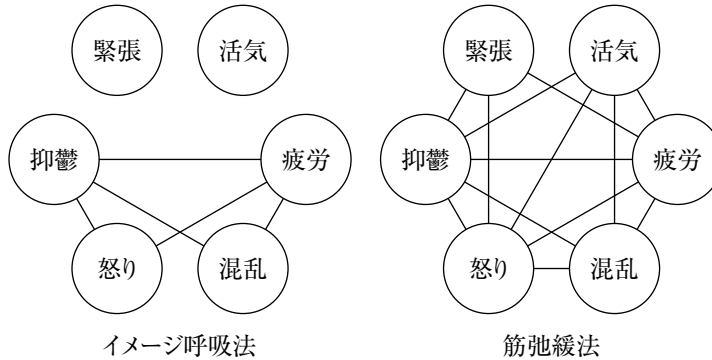 緊張 活気 緊張 活気
抑鬱 疲労 抑鬱 疲労
怒り 混乱 怒り 混乱
イメージ呼吸法 筋弛緩法